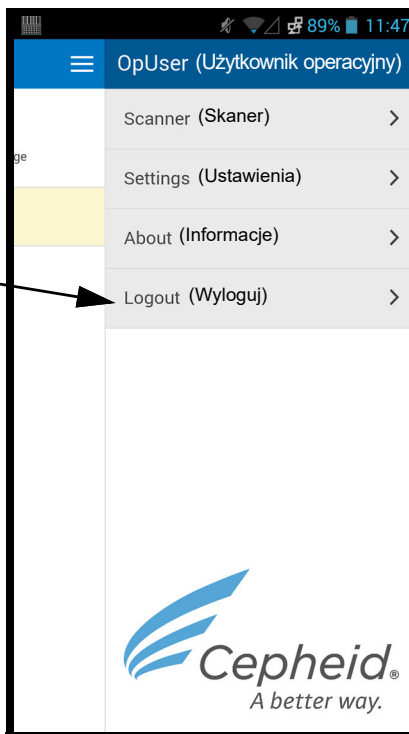 89% 11:47
OpUser (Użytkownik operacyjny)
Scanner (Skaner)
ge
Settings (Ustawienia)
About (Informacje)
Logout (Wyloguj)
Cepheid®
A better way.